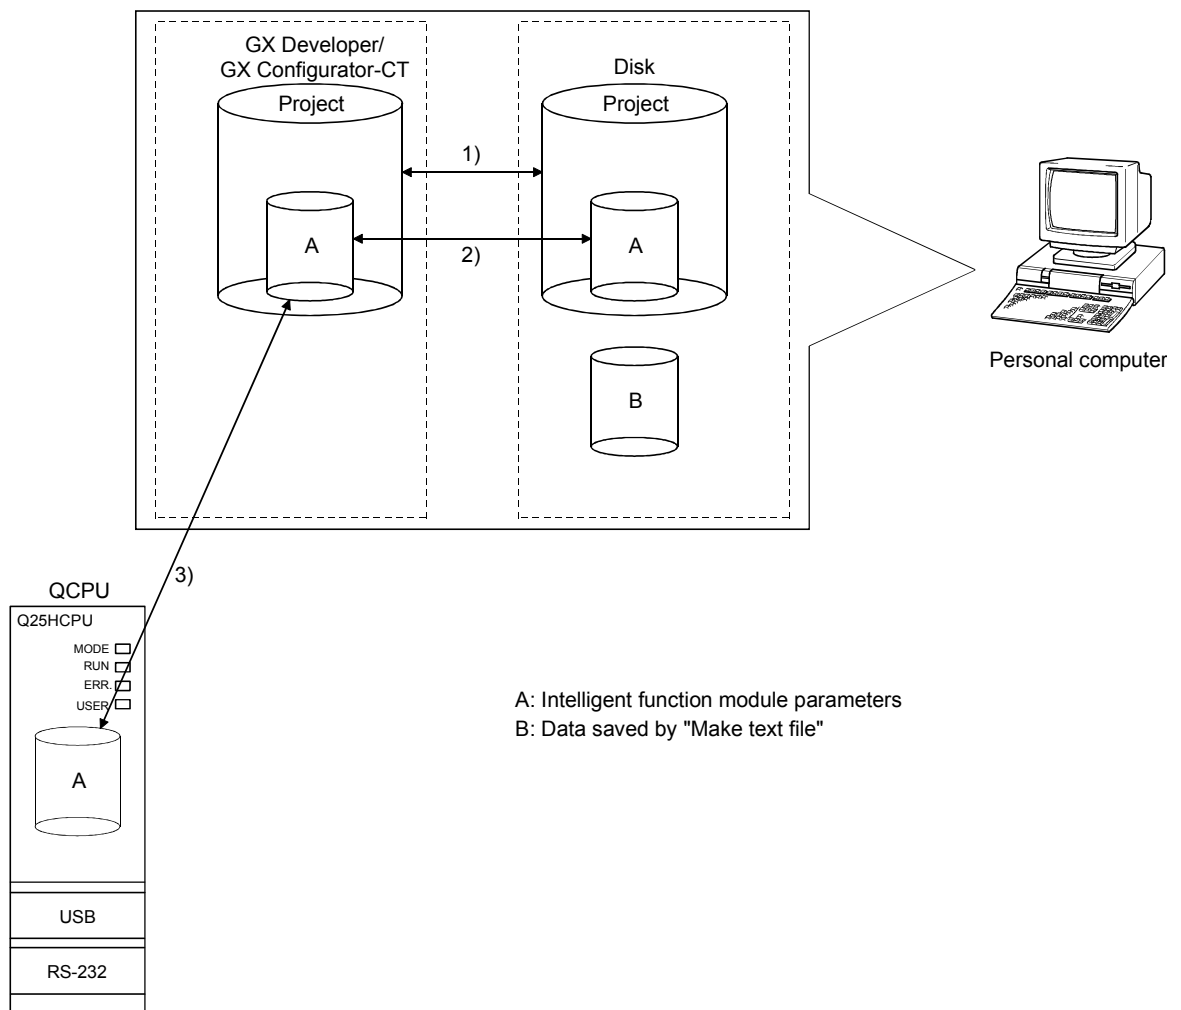 GX Developer/
GX Configurator-CT
Disk
Project
Project
1)
A
2)
A
B
Personal computer
3)
QCPU
Q25HCPU
MODE
RUN
ERR.
USER
A
USB
RS-232
A: Intelligent function module parameters
B: Data saved by "Make text file"